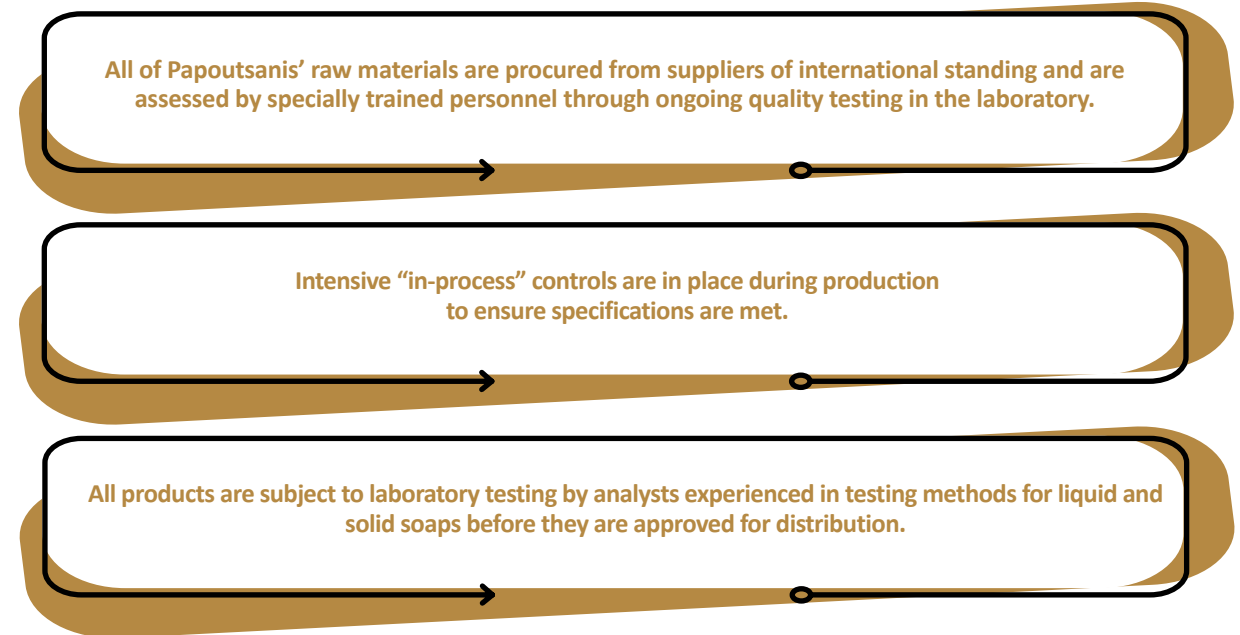 All of Papoutsanis’ raw materials are procured from suppliers of international standing and are
assessed by specially trained personnel through ongoing quality testing in the laboratory.
Intensive “in-process” controls are in place during production
to ensure specifications are met.
All products are subject to laboratory testing by analysts experienced in testing methods for liquid and
solid soaps before they are approved for distribution.